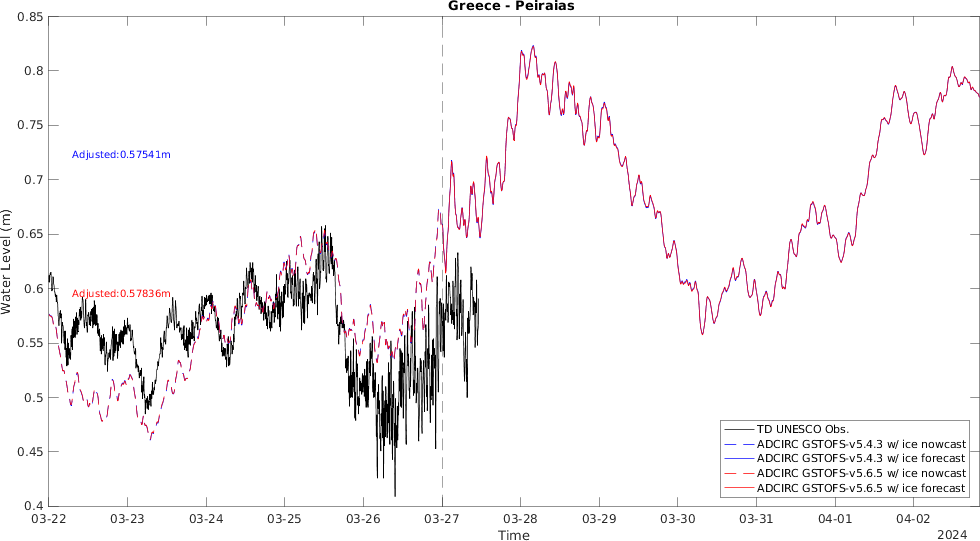 Greece - Peiraias
0.85
0.8
0.75
0.7
0.65
0.6
0.55
0.5
0.45
0.4
Water Level (m)
Adjusted:0.57541m
Adjusted:0.57836m
TD UNESCO Obs.
ADCIRC GSTOFS-v5.4.3 w/ ice nowcast
ADCIRC GSTOFS-v5.4.3 w/ ice forecast
ADCIRC GSTOFS-v5.6.5 w/ ice nowcast
ADCIRC GSTOFS-v5.6.5 w/ ice forecast
03-22 03-23 03-24 03-25 03-26 03-27 03-28 03-29 03-30 03-31 04-01 04-02
Time
2024